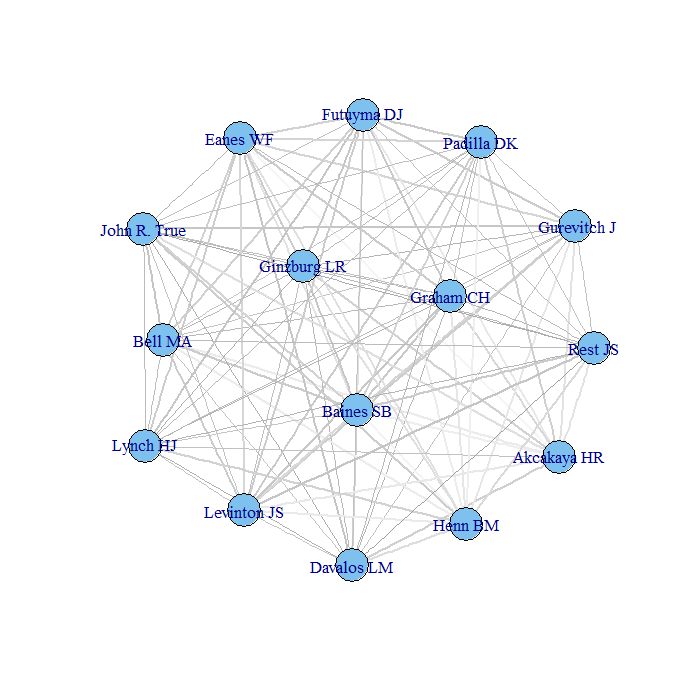 Futuyma DJ
Eanes WF
Padilla DK
John R. True
Gurevitch J
Ginzburg LR
Graham CH
Bell MA
Rest JS
Baines SB
Lynch HJ
Akcakaya HR
Levinton JS
Henn BM
Davalos LM